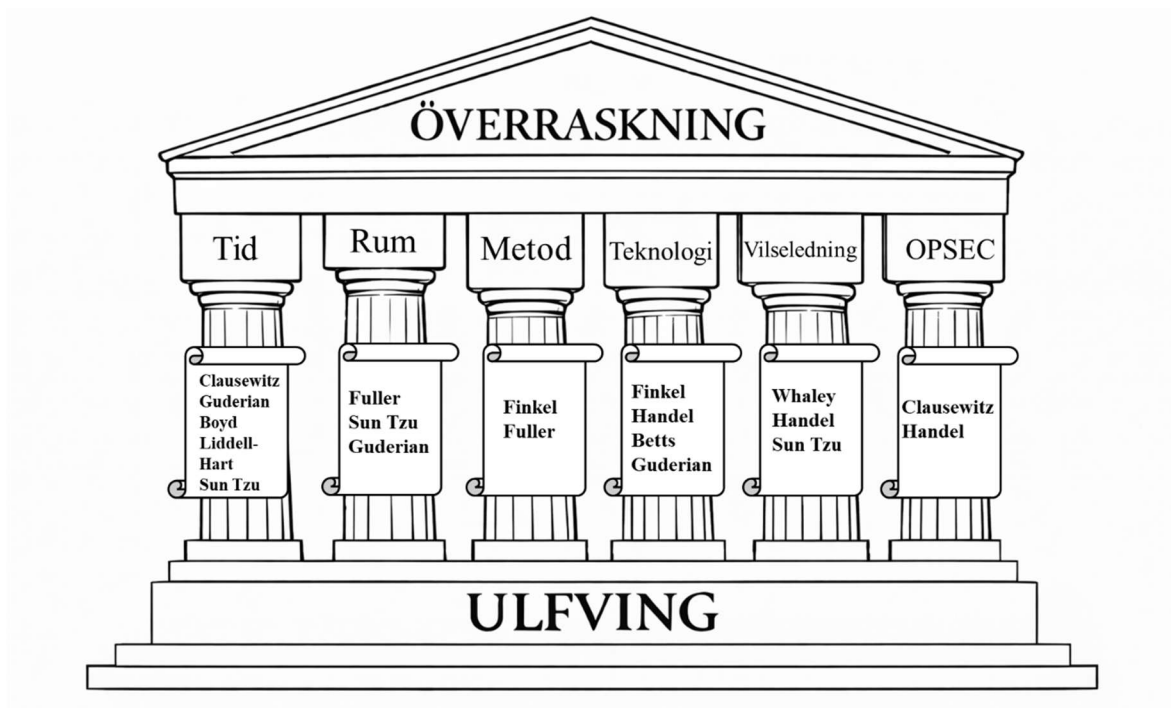 ÖVERRASKNING
Tid
Rum
Metod
Teknologi
Vilseledning
OPSEC
Clausewitz
Guderian
Boyd
Liddell-
Hart
Sun Tzu
Fuller
Sun Tzu
Guderian
Finkel
Fuller
Finkel
Handel
Betts
Guderian
Whaley
Handel
Sun Tzu
Clausewitz
Handel
ULFVING